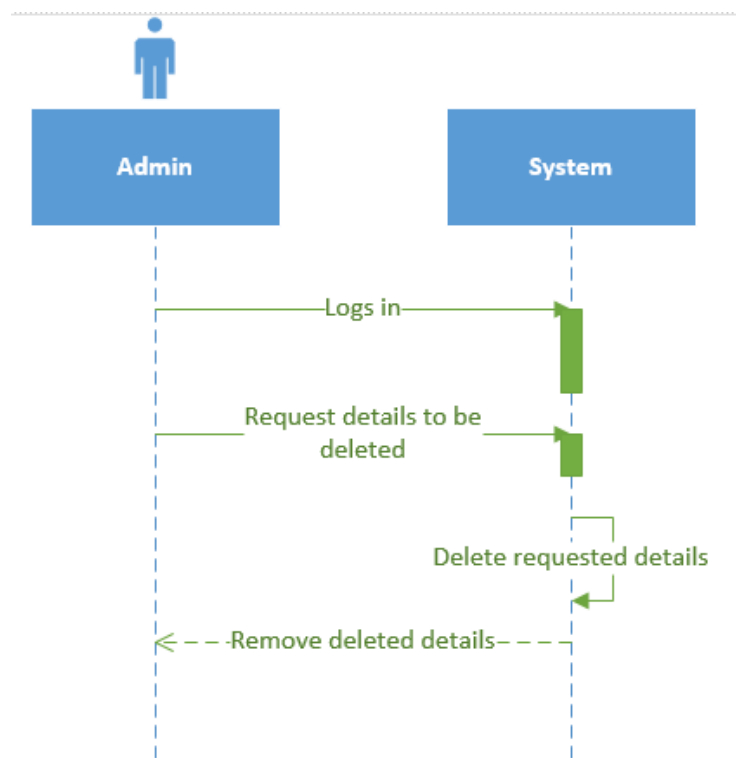 Admin
System
Logs in
Request details to be
deleted
Delete requested details
Remove deleted details